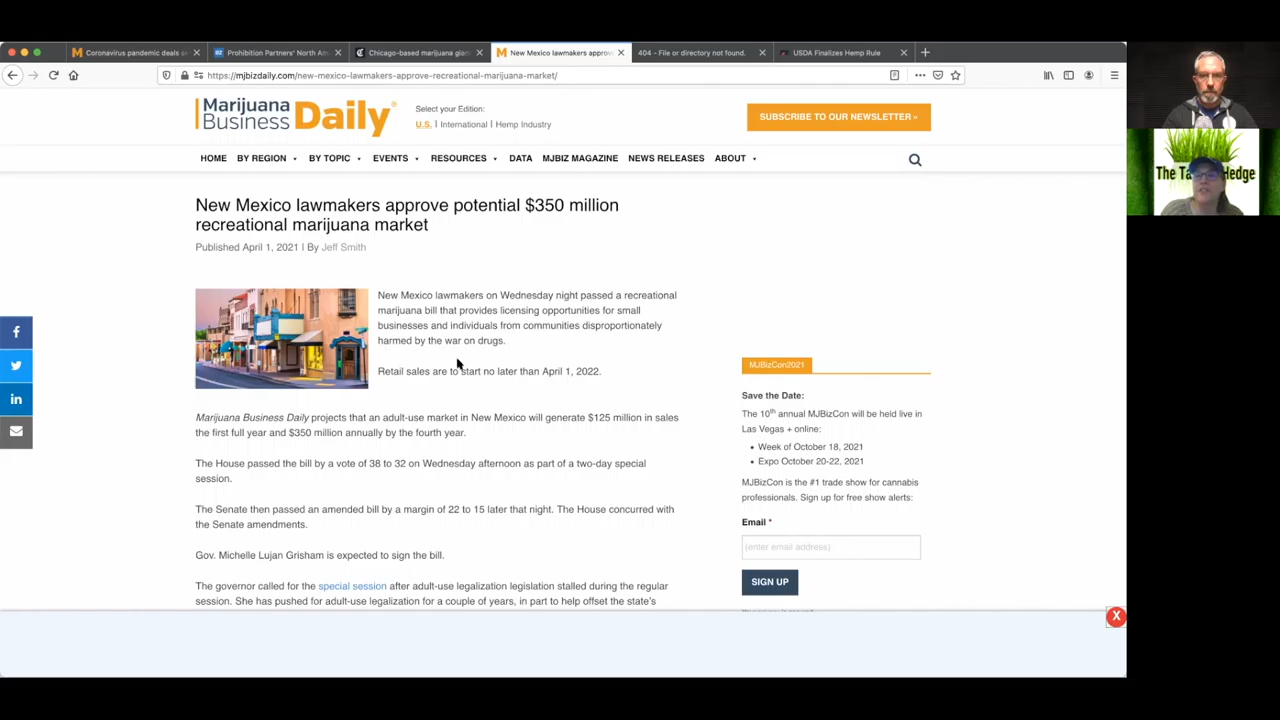 Coronavirus pandemic deals
Prohibition Partners' North
Chicago-based marijuana gian
New Mexico lawmakers approv
404 - File or directory not found.
USDA Finalizes Hemp Rule
https://mjbizdaily.com/new-mexico-lawmakers-approve-recreational-marijuana-market/
Marijuana
Business Daily
Select your Edition:
U.S. | International | Hemp Industry
SUBSCRIBE TO OUR NEWSLETTER »
HOME BY REGION BY TOPIC EVENTS RESOURCES DATA MJBIZ MAGAZINE NEWS RELEASES ABOUT
New Mexico lawmakers approve potential $350 million
recreational marijuana market
Published April 1, 2021 | By Jeff Smith
New Mexico lawmakers on Wednesday night passed a recreational
marijuana bill that provides licensing opportunities for small
businesses and individuals from communities disproportionately
harmed by the war on drugs.
Retail sales are to start no later than April 1, 2022.
Marijuana Business Daily projects that an adult-use market in New Mexico will generate $125 million in sales
the first full year and $350 million annually by the fourth year.
The House passed the bill by a vote of 38 to 32 on Wednesday afternoon as part of a two-day special
session.
The Senate then passed an amended bill by a margin of 22 to 15 later that night. The House concurred with
the Senate amendments.
Gov. Michelle Lujan Grisham is expected to sign the bill.
The governor called for the special session after adult-use legalization legislation stalled during the regular
session. She has pushed for adult-use legalization for a couple of years, in part to help offset the state's
MJBizCon2021
Save the Date:
The 10th annual MJBizCon will be held live in
Las Vegas + online:
• Week of October 18, 2021
• Expo October 20-22, 2021
MJBizCon is the #1 trade show for cannabis
professionals. Sign up for free show alerts:
Email *
(enter email address)
SIGN UP
X
The Ta Hedge